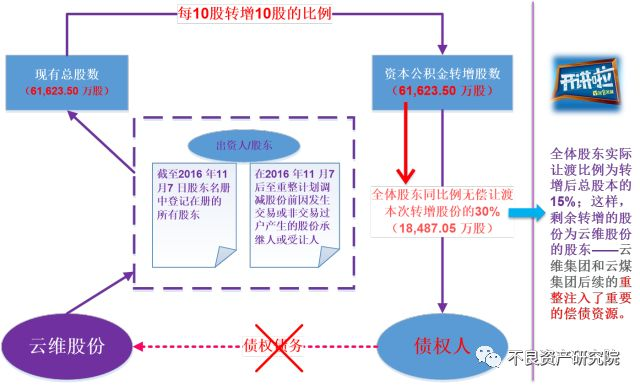 每10股转增10股的比例
现有总股数
（61,623.50 万股）
资本公积金转增股数
（61,623.50 万股）
开讲啦
出资人/股东
截至2016 年11
月7 日股东名册
中登记在册的
所有股东
在2016 年11 月7
后至重整计划调
减股份前因发生
交易或非交易过
户产生的股份承
继人或受让人
全体股东同比例无偿让渡
本次转增股份的30%
（18,487.05 万股）
全体股东实际
让渡比例为转
增后总股本的
15%；这样，
剩余转增的股
份为云维股份
的股东——云
维集团和云煤
集团后续的重
整注入了重要
的偿债资源。
云维股份
债权债务
债权人
不良资产研究院